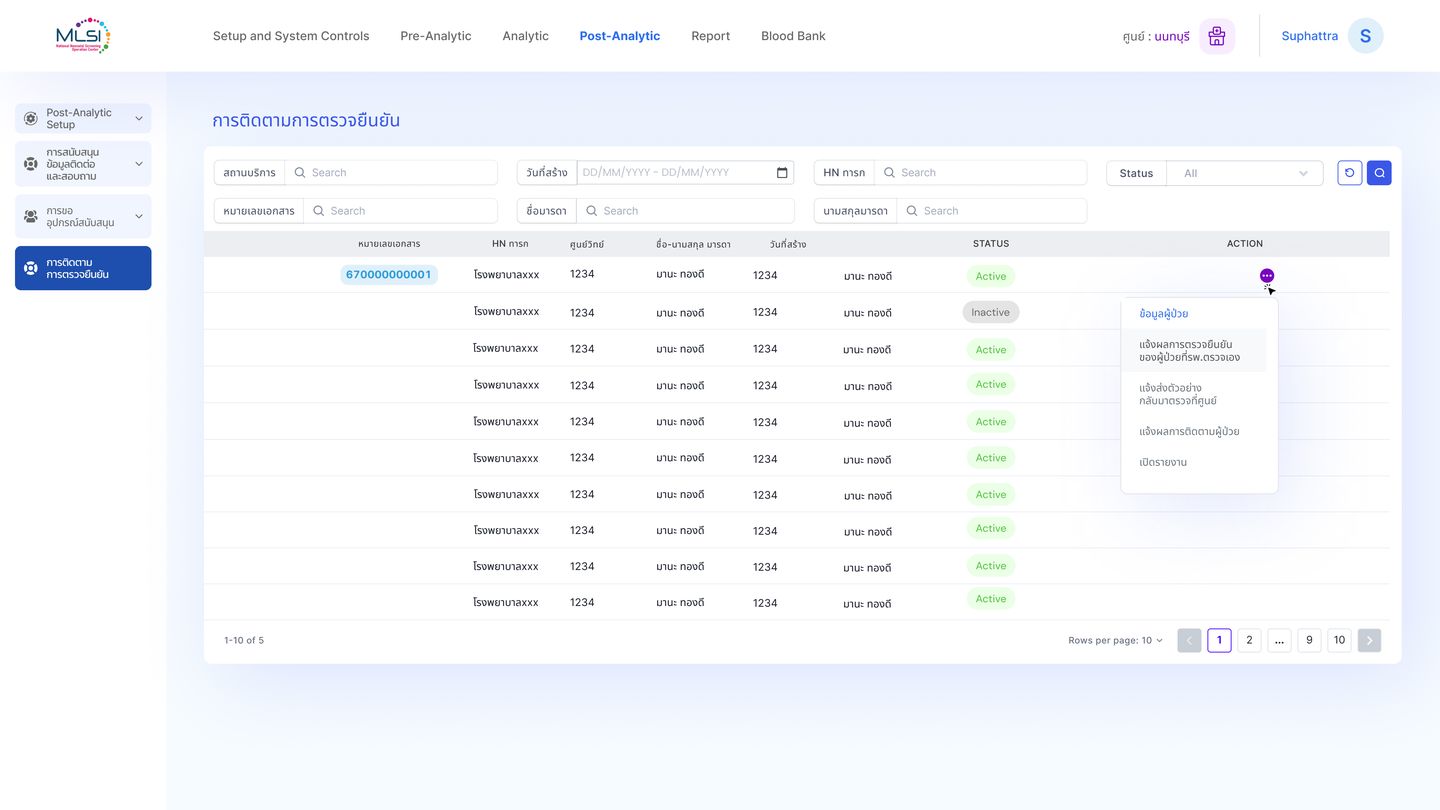 MLSI
National Neonatal Screening
Operation Center
Setup and System Controls
Pre-Analytic
Analytic
Post-Analytic
Report
Blood Bank
ศูนย์ : นนทบุรี
Suphattra
S
Post-Analytic
Setup
การสนับสนุน
ข้อมูลติดต่อ
และสอบถาม
การขอ
อุปกรณ์สนับสนุน
การติดตาม
การตรวจยืนยัน
การติดตามการตรวจยืนยัน
สถานบริการ Search
วันที่สร้าง DD/MM/YYYY – DD/MM/YYYY
HN ทารก Search
Status All
หมายเลขเอกสาร Search
ชื่อมารดา Search
นามสกุลมารดา Search
หมายเลขเอกสาร HN ทารก ศูนย์วิทย์ ชื่อ-นามสกุล มารดา วันที่สร้าง STATUS ACTION
670000000001 โรงพยาบาลxxx 1234 มานะ ทองดี 1234 มานะ ทองดี Active
โรงพยาบาลxxx 1234 มานะ ทองดี 1234 มานะ ทองดี Inactive
โรงพยาบาลxxx 1234 มานะ ทองดี 1234 มานะ ทองดี Active
โรงพยาบาลxxx 1234 มานะ ทองดี 1234 มานะ ทองดี Active
โรงพยาบาลxxx 1234 มานะ ทองดี 1234 มานะ ทองดี Active
โรงพยาบาลxxx 1234 มานะ ทองดี 1234 มานะ ทองดี Active
โรงพยาบาลxxx 1234 มานะ ทองดี 1234 มานะ ทองดี Active
โรงพยาบาลxxx 1234 มานะ ทองดี 1234 มานะ ทองดี Active
โรงพยาบาลxxx 1234 มานะ ทองดี 1234 มานะ ทองดี Active
โรงพยาบาลxxx 1234 มานะ ทองดี 1234 มานะ ทองดี Active
ข้อมูลผู้ป่วย
แจ้งผลการตรวจยืนยัน
ของผู้ป่วยที่รพ.ตรวจเอง
แจ้งส่งตัวอย่าง
กลับมาตรวจที่ศูนย์
แจ้งผลการติดตามผู้ป่วย
เปิดรายงาน
1-10 of 5
Rows per page: 10
1 2 ... 9 10